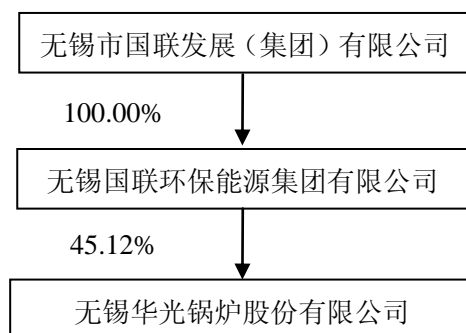 无锡市国联发展（集团）有限公司
100.00%
无锡国联环保能源集团有限公司
45.12%
无锡华光锅炉股份有限公司